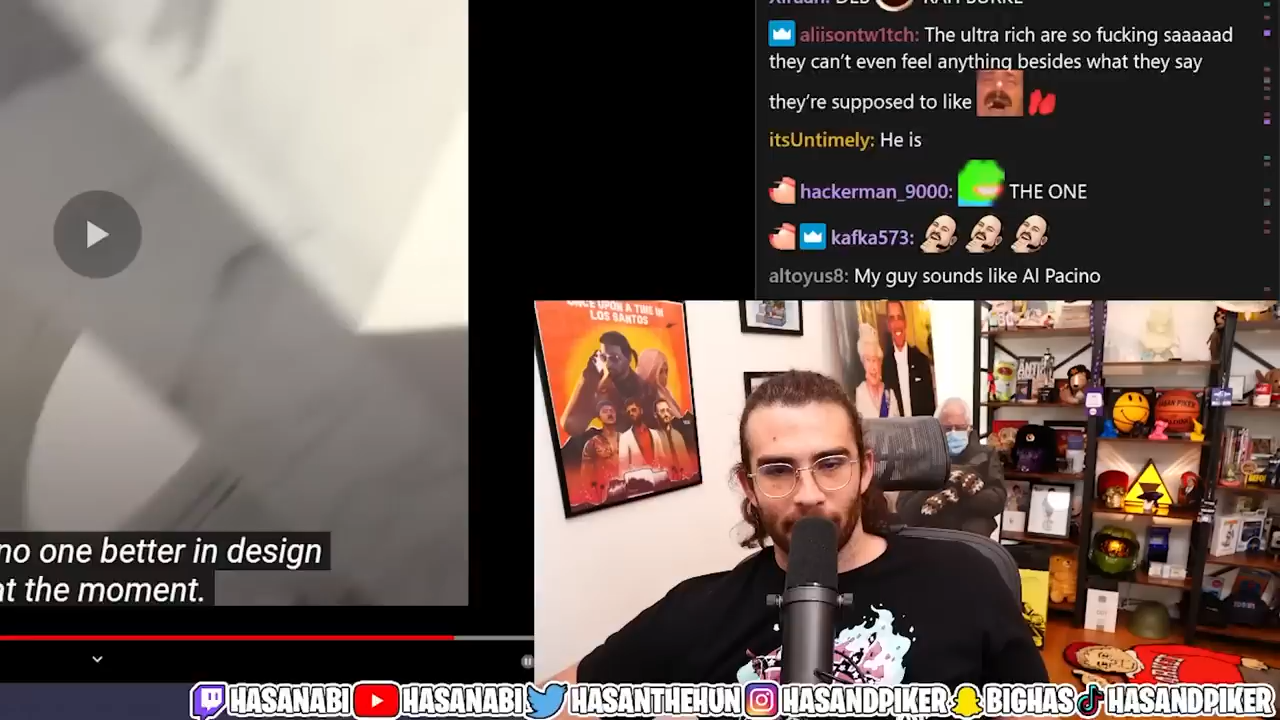 aliisontw1tch: The ultra rich are so fucking saaaaad
they can't even feel anything besides what they say
they're supposed to like
itsUntimely: He is
hackerman_9000: THE ONE
kafka573:
altoyus8: My guy sounds like Al Pacino
ONCE UPON A TIME IN
LOS SANTOS
no one better in design
at the moment.
HASANABI HASANABI HASANTHEHUN HASANDPIKER BIGHAS HASANDPIKER